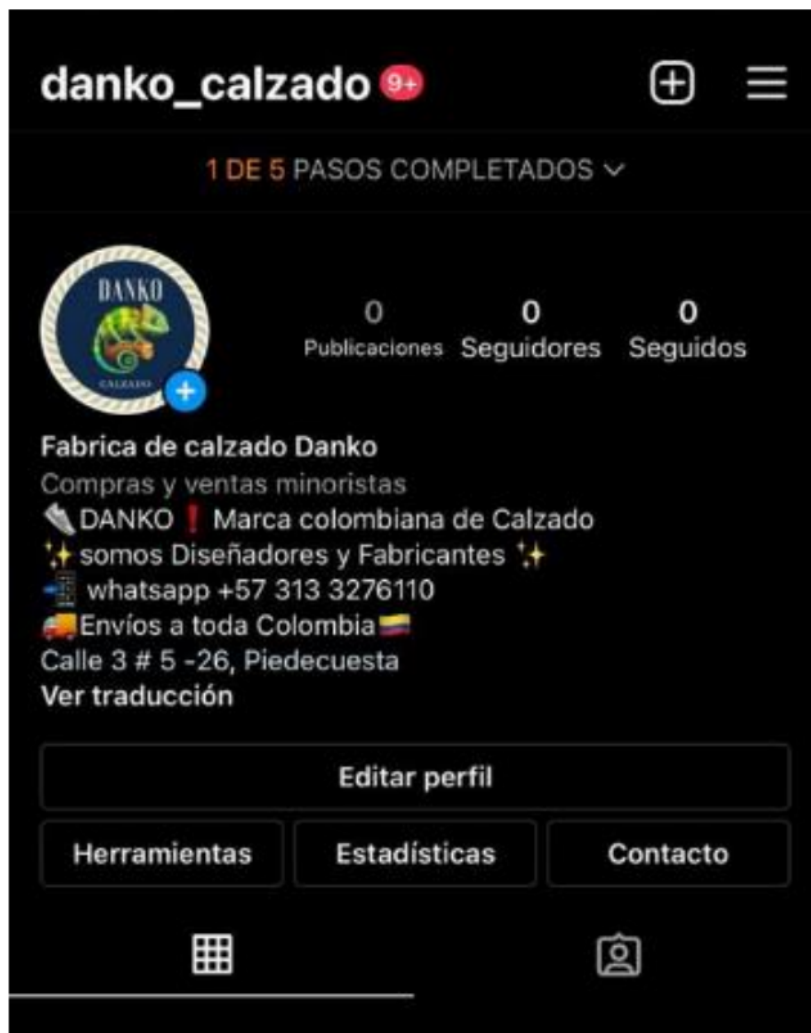 danko_calzado 9+
1 DE 5 PASOS COMPLETADOS
DANKO
CALZADO
0 0 0
Publicaciones Seguidores Seguidos
Fabrica de calzado Danko
Compras y ventas minoristas
👟DANKO❗Marca colombiana de Calzado
✨somos Diseñadores y Fabricantes ✨
📲 whatsapp +57 313 3276110
🚚Envíos a toda Colombia🇨🇴
Calle 3 # 5 -26, Piedecuesta
Ver traducción
Editar perfil
Herramientas Estadísticas Contacto